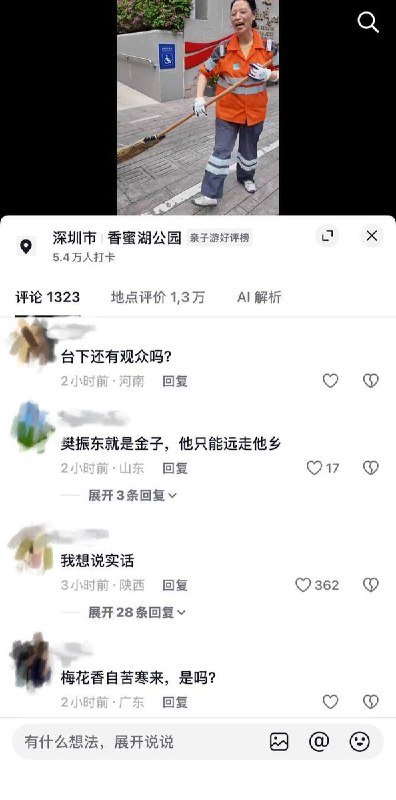 深圳市 香蜜湖公园 亲子游好评榜
5.4万人打卡
评论 1323 地点评价 1,3万 AI 解析
台下还有观众吗？
2小时前·河南 回复
樊振东就是金子，他只能远走他乡
2小时前·山东 回复 17
展开3条回复
我想说实话
3小时前·陕西 回复 362
展开28条回复
梅花香自苦寒来，是吗？
2小时前·广东 回复
有什么想法，展开说说 @